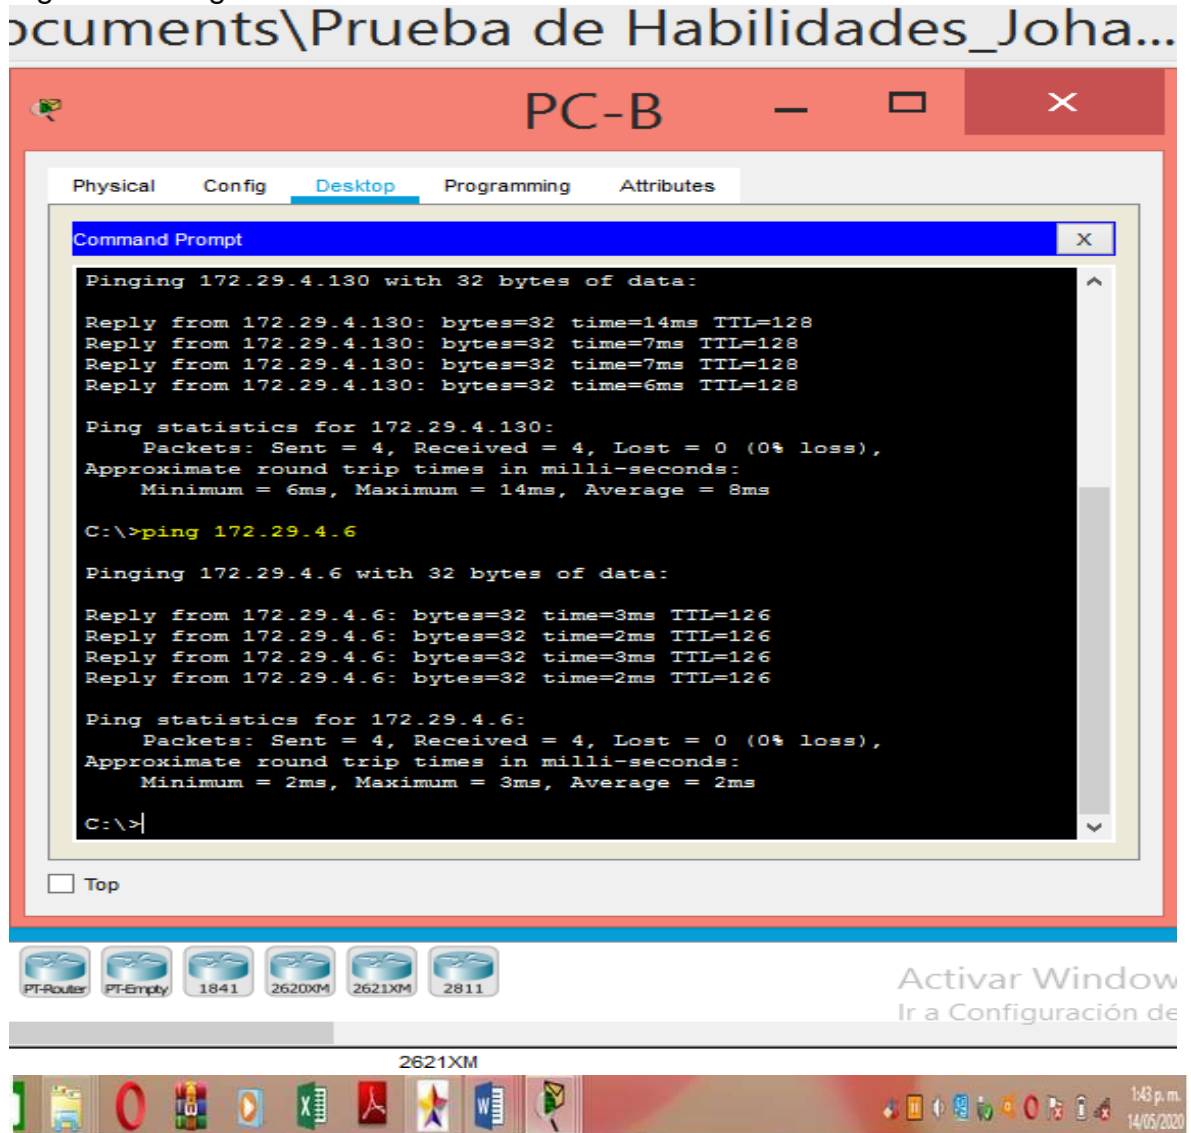 ocuments\Prueba de Habilidades_Joha...
PC-B
Physical Config Desktop Programming Attributes
Command Prompt X
Pinging 172.29.4.130 with 32 bytes of data:
Reply from 172.29.4.130: bytes=32 time=14ms TTL=128
Reply from 172.29.4.130: bytes=32 time=7ms TTL=128
Reply from 172.29.4.130: bytes=32 time=7ms TTL=128
Reply from 172.29.4.130: bytes=32 time=6ms TTL=128
Ping statistics for 172.29.4.130:
Packets: Sent = 4, Received = 4, Lost = 0 (0% loss),
Approximate round trip times in milli-seconds:
Minimum = 6ms, Maximum = 14ms, Average = 8ms
C:\>ping 172.29.4.6
Pinging 172.29.4.6 with 32 bytes of data:
Reply from 172.29.4.6: bytes=32 time=3ms TTL=126
Reply from 172.29.4.6: bytes=32 time=2ms TTL=126
Reply from 172.29.4.6: bytes=32 time=3ms TTL=126
Reply from 172.29.4.6: bytes=32 time=2ms TTL=126
Ping statistics for 172.29.4.6:
Packets: Sent = 4, Received = 4, Lost = 0 (0% loss),
Approximate round trip times in milli-seconds:
Minimum = 2ms, Maximum = 3ms, Average = 2ms
C:\>
Top
PT-Router PT-Empty 1841 2620XM 2621XM 2811
Activar Window
Ir a Configuración de
2621XM
1:43 p. m.
14/05/2020